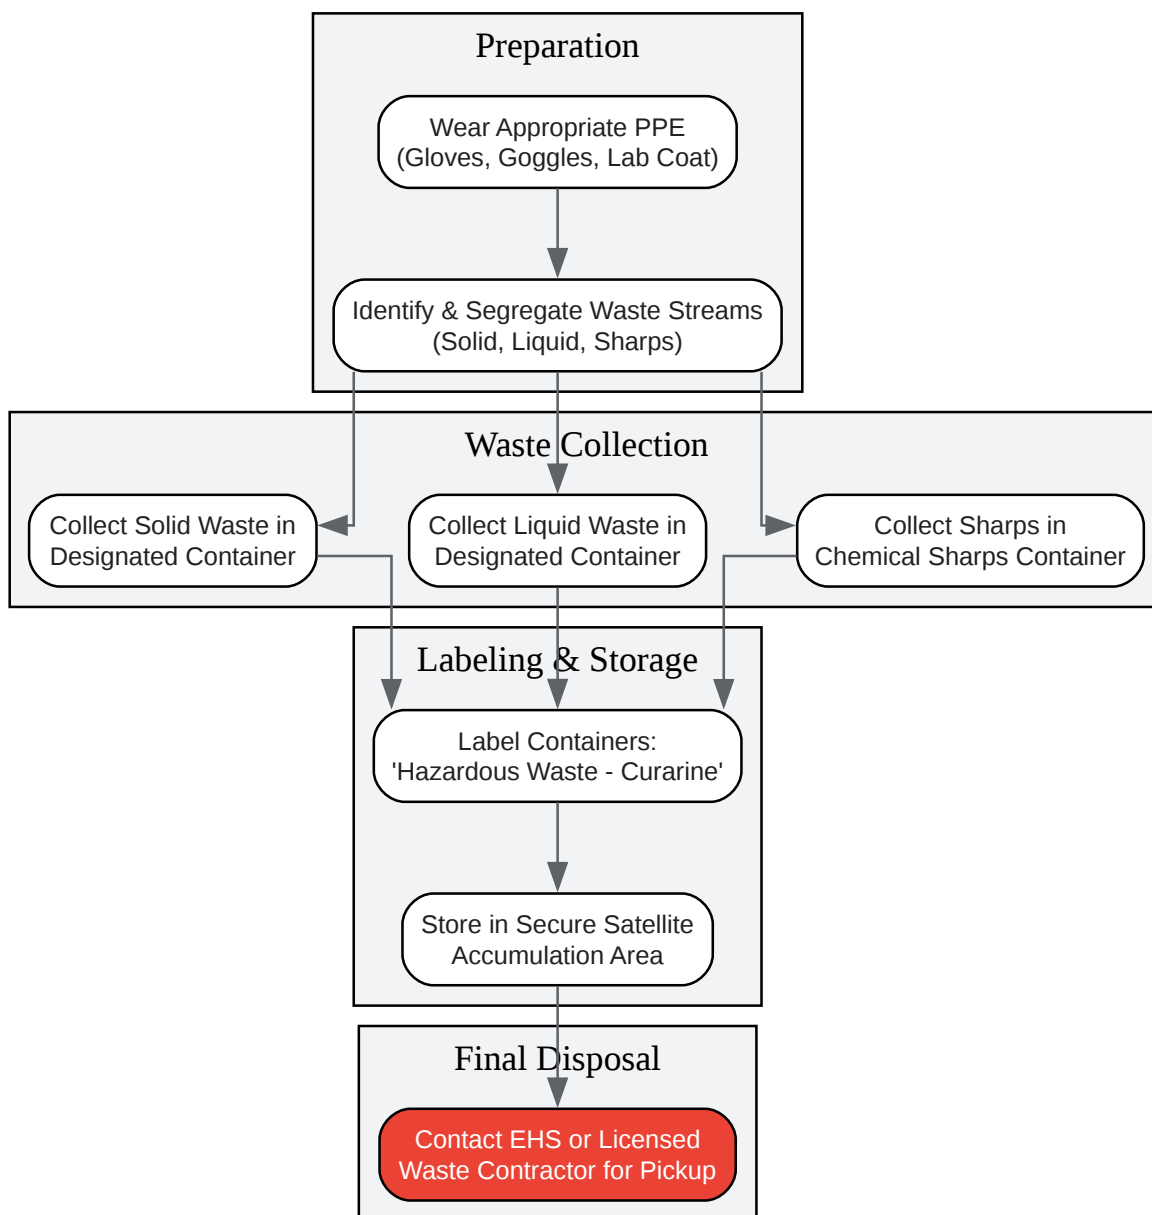 Preparation
Wear Appropriate PPE
(Gloves, Goggles, Lab Coat)
Identify & Segregate Waste Streams
(Solid, Liquid, Sharps)
Waste Collection
Collect Solid Waste in
Designated Container
Collect Liquid Waste in
Designated Container
Collect Sharps in
Chemical Sharps Container
Labeling & Storage
Label Containers:
'Hazardous Waste - Curarine'
Store in Secure Satellite
Accumulation Area
Final Disposal
Contact EHS or Licensed
Waste Contractor for Pickup